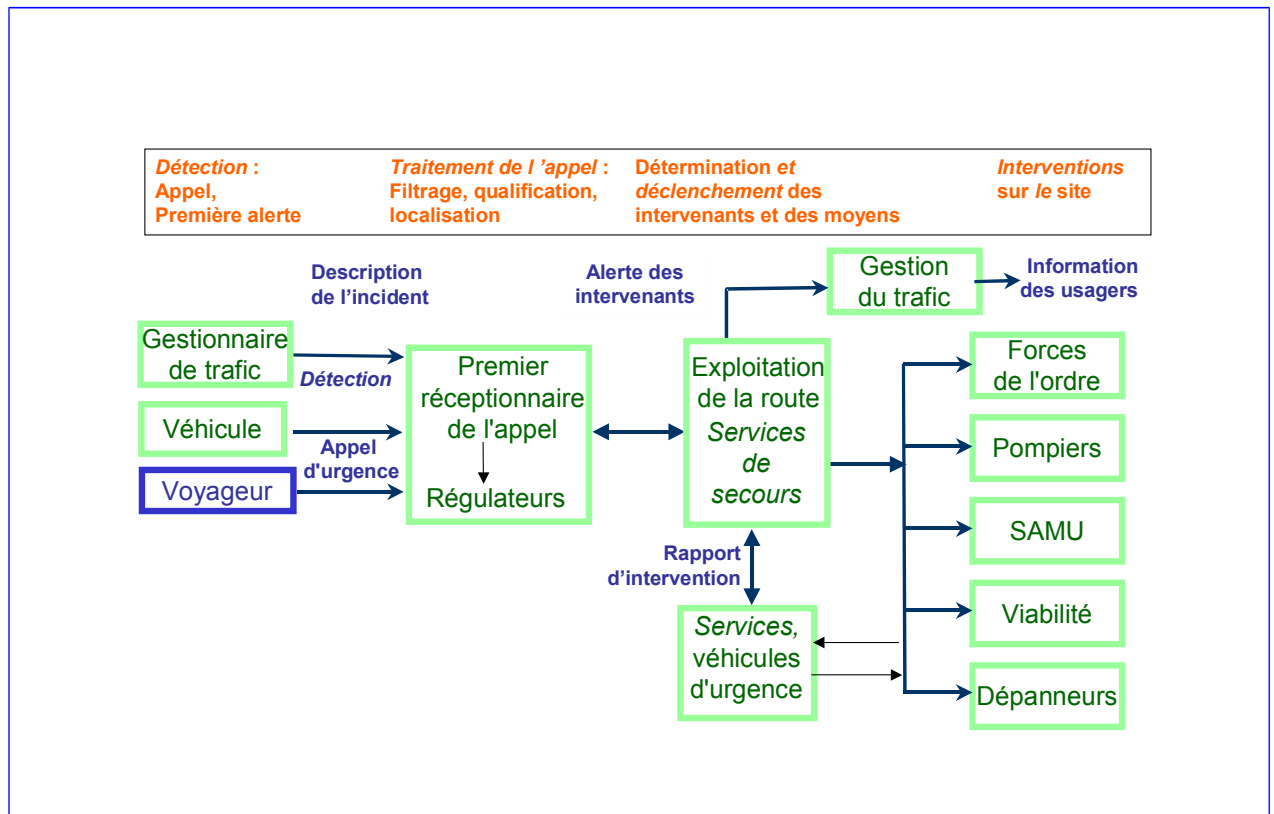 Détection :
Appel,
Première alerte
Traitement de l ’appel :
Filtrage, qualification,
localisation
Détermination et
déclenchement des
intervenants et des moyens
Interventions
sur le site
Description
de l’incident
Alerte des
intervenants
Gestion
du trafic
Information
des usagers
Gestionnaire
de trafic
Détection
Véhicule
Appel
d'urgence
Voyageur
Premier
réceptionnaire
de l'appel
Régulateurs
Exploitation
de la route
Services
de
secours
Rapport
d’intervention
Services,
véhicules
d'urgence
Forces
de l'ordre
Pompiers
SAMU
Viabilité
Dépanneurs